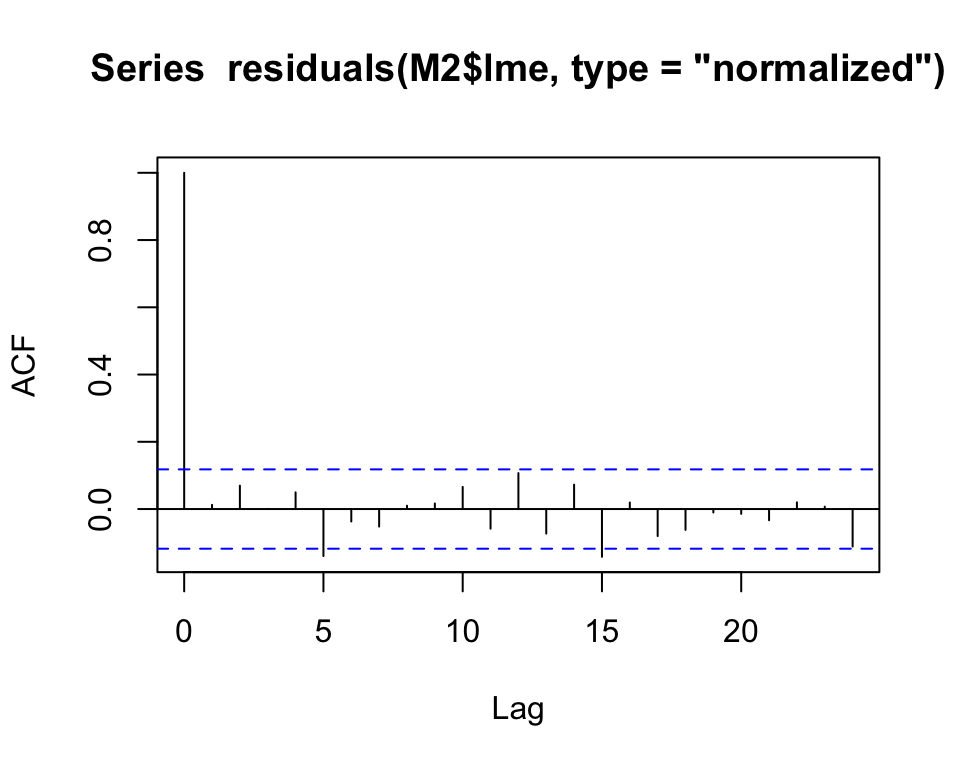 Series  residuals(M2$lme, type = "normalized")
ACF
0.8
0.4
0.0
0 5 10 15 20
Lag